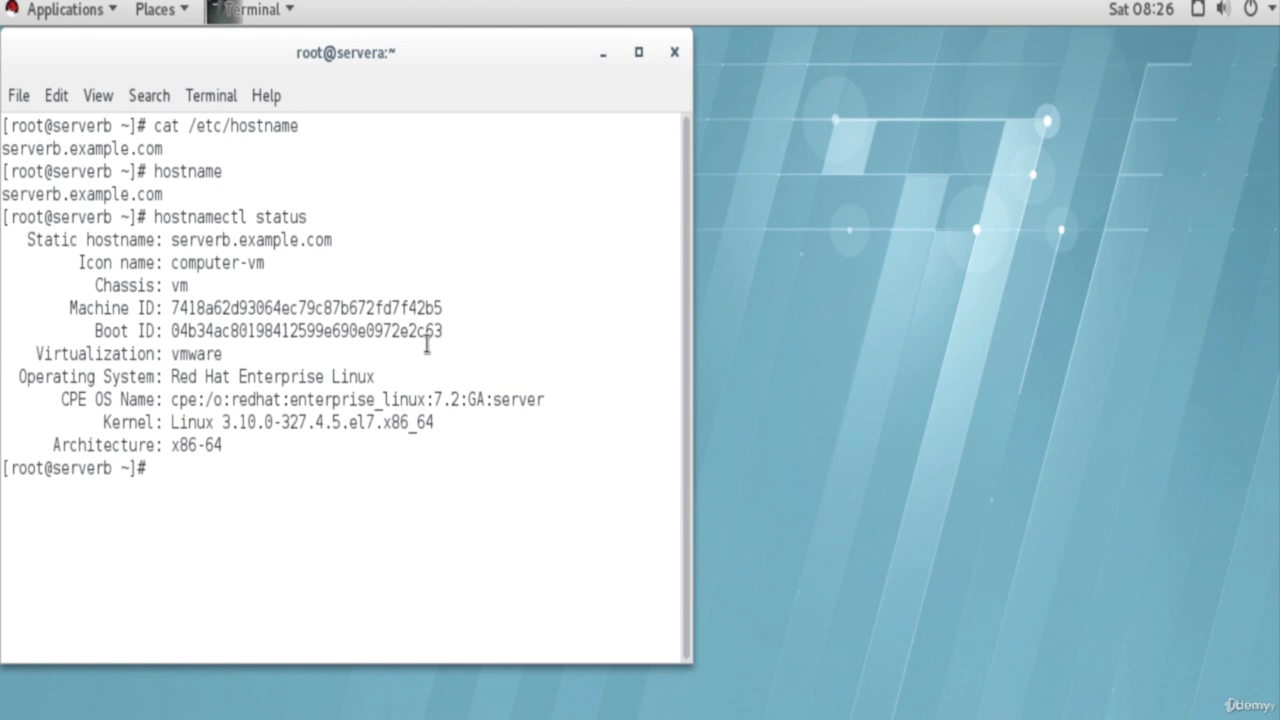 Applications Places Terminal Sat 08:26
root@servera:~
File Edit View Search Terminal Help
[root@serverb ~]# cat /etc/hostname
serverb.example.com
[root@serverb ~]# hostname
serverb.example.com
[root@serverb ~]# hostnamectl status
Static hostname: serverb.example.com
Icon name: computer-vm
Chassis: vm
Machine ID: 7418a62d93064ec79c87b672fd7f42b5
Boot ID: 04b34ac80198412599e690e0972e2c63
Virtualization: vmware
Operating System: Red Hat Enterprise Linux
CPE OS Name: cpe:/o:redhat:enterprise_linux:7.2:GA:server
Kernel: Linux 3.10.0-327.4.5.el7.x86_64
Architecture: x86-64
[root@serverb ~]#
Udemy